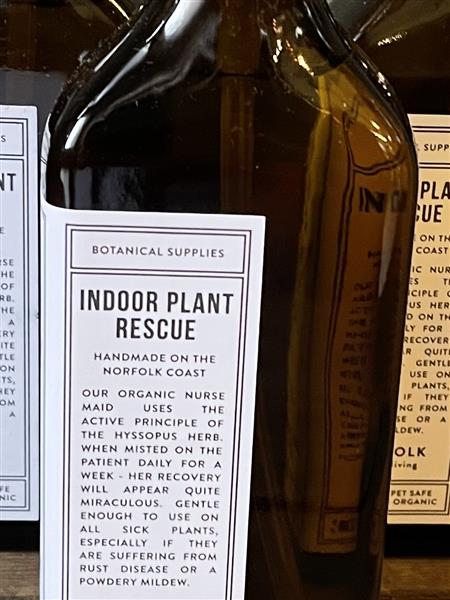 BOTANICAL SUPPLIES
INDOOR PLANT
RESCUE
HANDMADE ON THE
NORFOLK COAST
OUR ORGANIC NURSE
MAID USES THE
ACTIVE PRINCIPLE OF
THE HYSSOPUS HERB.
WHEN MISTED ON THE
PATIENT DAILY FOR A
WEEK - HER RECOVERY
WILL APPEAR QUITE
MIRACULOUS. GENTLE
ENOUGH TO USE ON
ALL SICK PLANTS,
ESPECIALLY IF THEY
ARE SUFFERING FROM
RUST DISEASE OR A
POWDERY MILDEW.